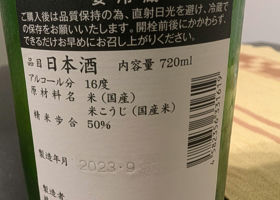 ご購入後は品質保持の為、直射日光を避け、冷蔵で
の保存をお願いいたします。開栓前後にかかわらず、
できるだけお早めにお召し上がりください。
品目 日本酒 内容量 720ml
アルコール分 16度
原材料名 米(国産)
米こうじ(国産米)
精米歩合 50%
製造年月 2023.9
製造者
4582356331611